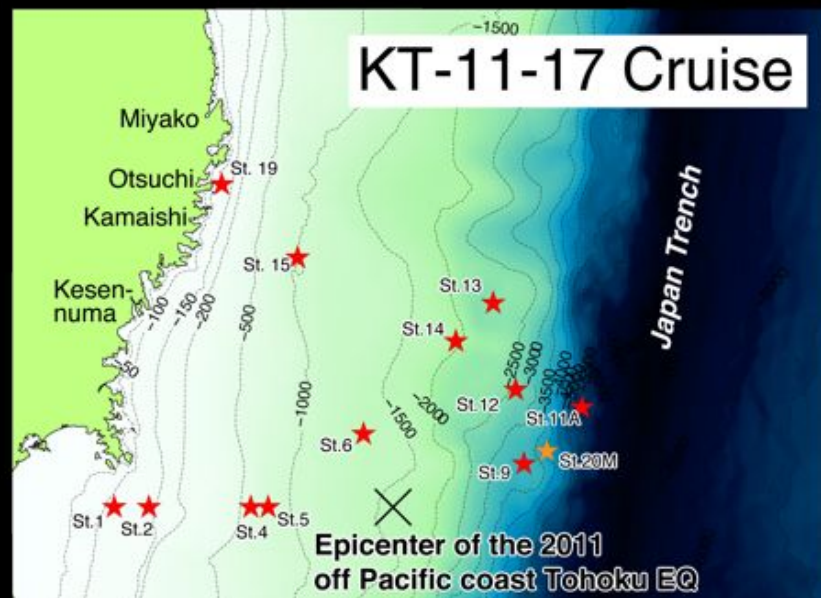 -1500
KT-11-17 Cruise
Miyako
St. 19
Otsuchi
Kamaishi
St. 15
Kesen-
numa
-100
-150
-200
-500
-50
-1000
St.13
St.14
Japan Trench
-2500
-3000
-3500
-2000
-1500
St.12
St.11A
St.6
St.9
St.20M
St.1
St.2
St.4
St.5
Epicenter of the 2011
off Pacific coast Tohoku EQ